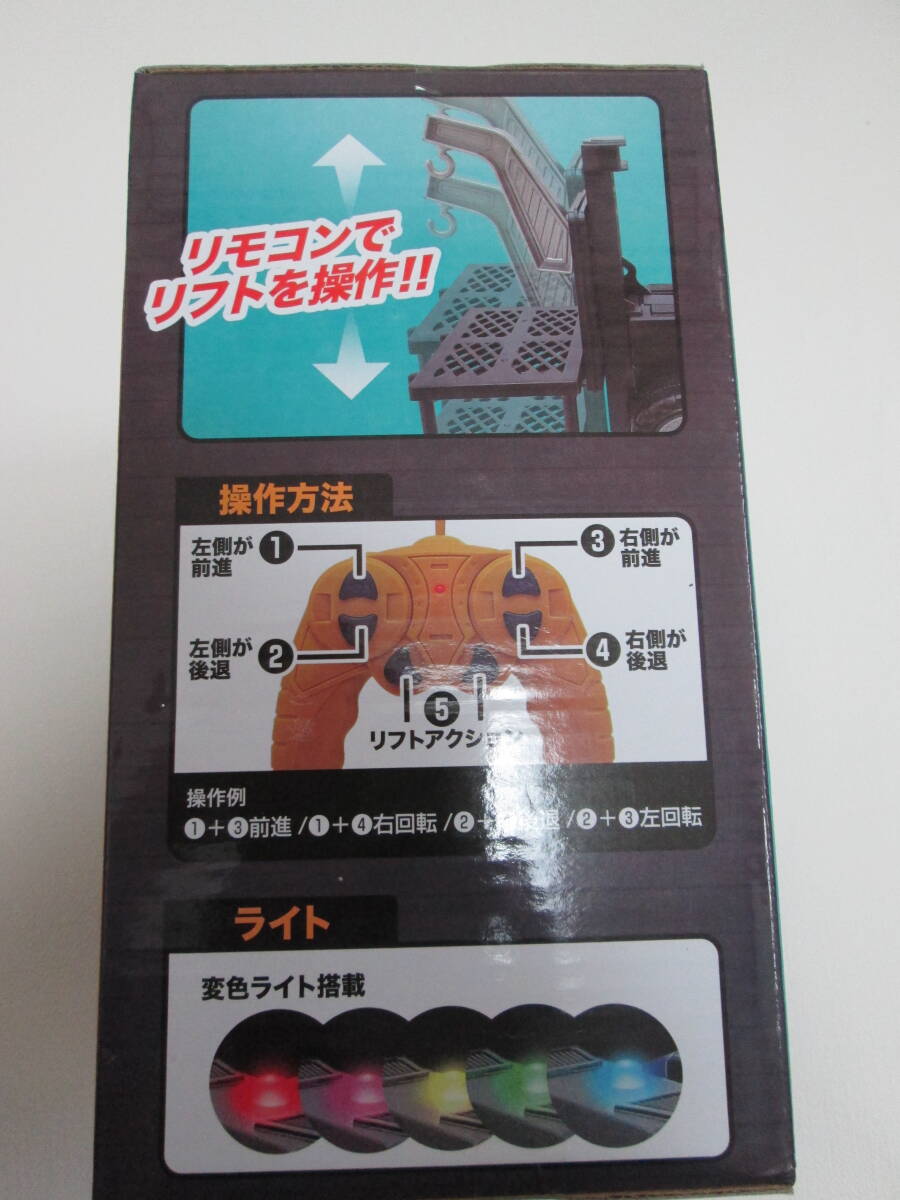 リモコンで
リフトを操作!!
操作方法
左側が
前進
❶
❸
右側が
前進
左側が
後退
❷
❹
右側が
後退
❺
リフトアクション
操作例
❶+❸前進 /❶+❹右回転 /❷+ 後退 /❷+❸左回転
ライト
変色ライト搭載